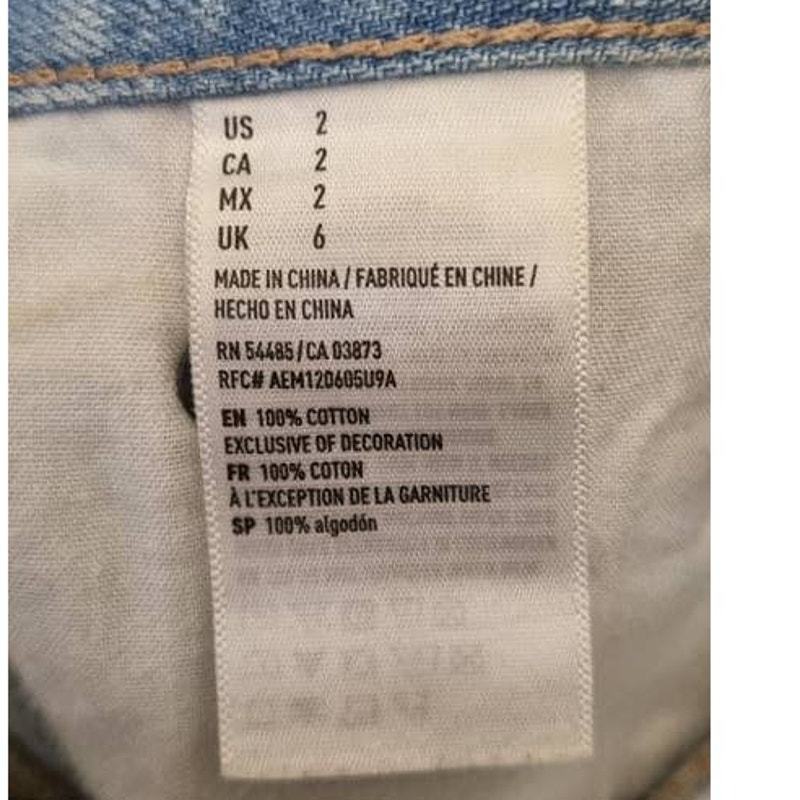 US 2
CA 2
MX 2
UK 6
MADE IN CHINA / FABRIQUÉ EN CHINE /
HECHO EN CHINA
RN 54485 / CA 03873
RFC# AEM120605U9A
EN 100% COTTON
EXCLUSIVE OF DECORATION
FR 100% COTON
À L'EXCEPTION DE LA GARNITURE
SP 100% algodón